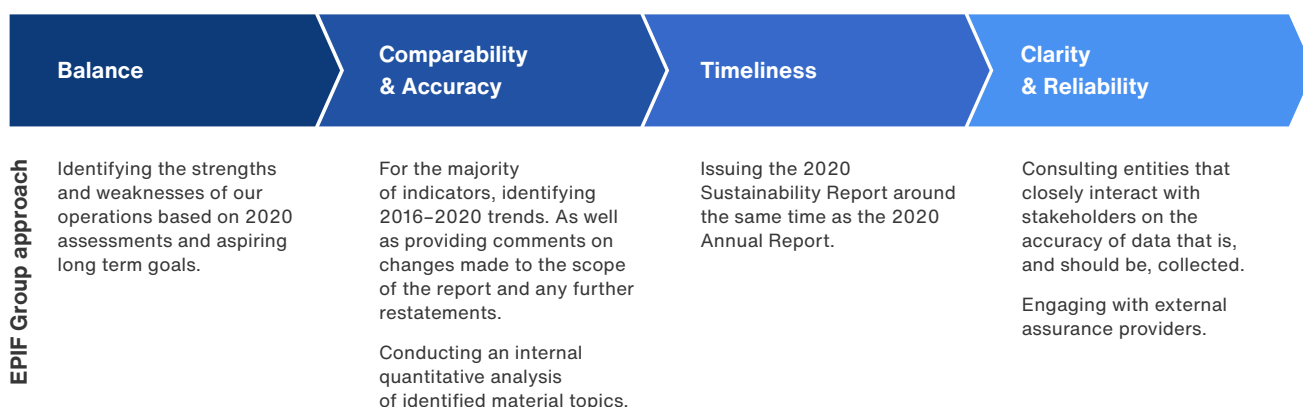 Balance
Comparability
& Accuracy
Timeliness
Clarity
& Reliability
EPIF Group approach
Identifying the strengths
and weaknesses of our
operations based on 2020
assessments and aspiring
long term goals.
For the majority
of indicators, identifying
2016–2020 trends. As well
as providing comments on
changes made to the scope
of the report and any further
restatements.
Conducting an internal
quantitative analysis
of identified material topics.
Issuing the 2020
Sustainability Report around
the same time as the 2020
Annual Report.
Consulting entities that
closely interact with
stakeholders on the
accuracy of data that is,
and should be, collected.
Engaging with external
assurance providers.